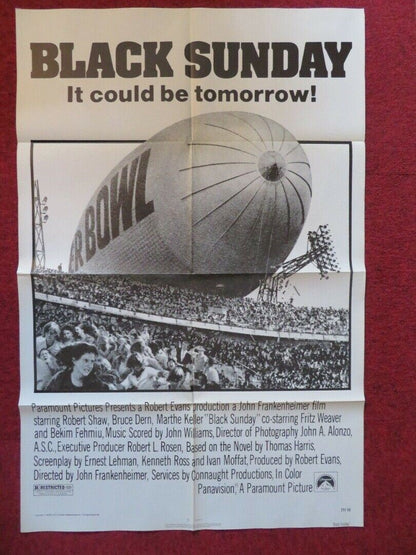 BLACK SUNDAY
It could be tomorrow!
ER BOWL
Paramount Pictures Presents a Robert Evans production a John Frankenheimer film
starring Robert Shaw, Bruce Dern, Marthe Keller "Black Sunday" co-starring Fritz Weaver
and Bekim Fehmiu, Music Scored by John Williams, Director of Photography John A. Alonzo,
A.S.C., Executive Producer Robert L. Rosen, Based on the Novel by Thomas Harris,
Screenplay by Ernest Lehman, Kenneth Ross and Ivan Moffat, Produced by Robert Evans,
Directed by John Frankenheimer, Services by Connaught Productions, In Color
Panavision,® A Paramount Picture
R RESTRICTED